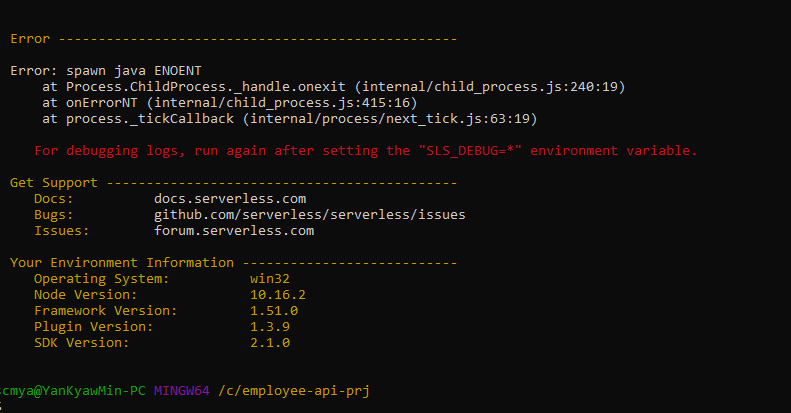 Error --------------------------------------------------
Error: spawn java ENOENT
at Process.ChildProcess._handle.onexit (internal/child_process.js:240:19)
at onErrorNT (internal/child_process.js:415:16)
at process._tickCallback (internal/process/next_tick.js:63:19)
For debugging logs, run again after setting the "SLS_DEBUG=*" environment variable.
Get Support --------------------------------------------
Docs: docs.serverless.com
Bugs: github.com/serverless/serverless/issues
Issues: forum.serverless.com
Your Environment Information ---------------------------
Operating System: win32
Node Version: 10.16.2
Framework Version: 1.51.0
Plugin Version: 1.3.9
SDK Version: 2.1.0
scmya@YanKyawMin-PC MINGW64 /c/employee-api-prj
$